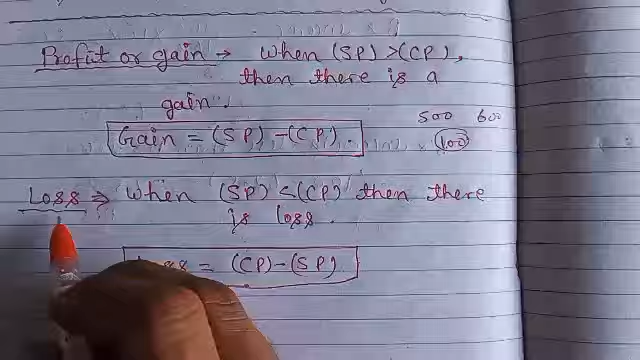 Profit or gain → when (SP) > (CP),
then there is a
gain.
500 600
Gain = (SP) - (CP).
(100)
Loss ⇒ when (SP) < (CP) then there
is loss.
= (CP) - (SP)